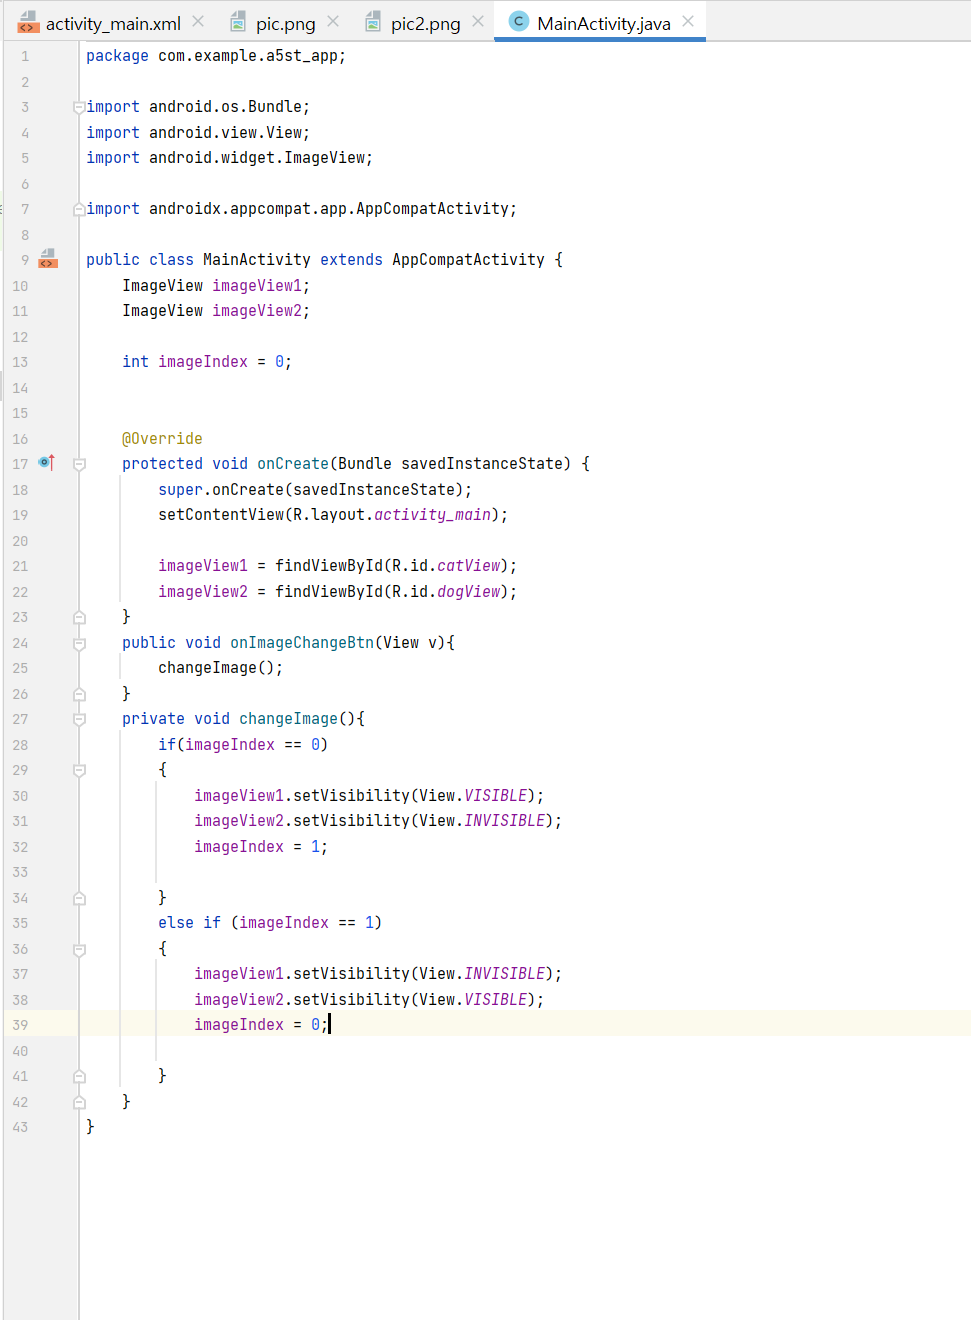 activity_main.xml pic.png pic2.png MainActivity.java
1 package com.example.a5st_app;
2
3 import android.os.Bundle;
4 import android.view.View;
5 import android.widget.ImageView;
6
7 import androidx.appcompat.app.AppCompatActivity;
8
9 public class MainActivity extends AppCompatActivity {
10 ImageView imageView1;
11 ImageView imageView2;
12
13 int imageIndex = 0;
14
15
16 @Override
17 protected void onCreate(Bundle savedInstanceState) {
18 super.onCreate(savedInstanceState);
19 setContentView(R.layout.activity_main);
20
21 imageView1 = findViewById(R.id.catView);
22 imageView2 = findViewById(R.id.dogView);
23 }
24 public void onImageChangeBtn(View v){
25 changeImage();
26 }
27 private void changeImage(){
28 if(imageIndex == 0)
29 {
30 imageView1.setVisibility(View.VISIBLE);
31 imageView2.setVisibility(View.INVISIBLE);
32 imageIndex = 1;
33
34 }
35 else if (imageIndex == 1)
36 {
37 imageView1.setVisibility(View.INVISIBLE);
38 imageView2.setVisibility(View.VISIBLE);
39 imageIndex = 0;
40
41 }
42 }
43 }